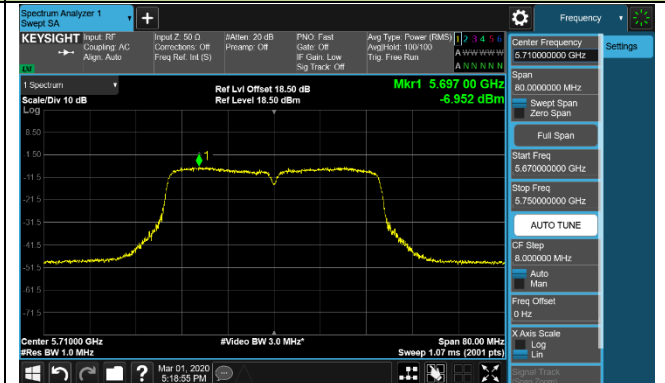 Spectrum Analyzer 1
Swept SA
Frequency
KEYSIGHT
Input: RF
Coupling: AC
Align: Auto
Input Z: 50 Ω
Corrections: Off
Freq Ref: Int (S)
#Atten: 20 dB
Preamp: Off
PNO: Fast
Gate: Off
IF Gain: Low
Sig Track: Off
Avg Type: Power (RMS)
Avg|Hold: 100/100
Trig: Free Run
1 2 3 4 5 6
A W W W W W
A N N N N N
LXI
1 Spectrum
Scale/Div 10 dB
Log
Ref Lvl Offset 18.50 dB
Ref Level 18.50 dBm
Mkr1 5.697 00 GHz
-6.952 dBm
8.50
-1.50
-11.5
-21.5
-31.5
-41.5
-51.5
-61.5
-71.5
1
Center 5.71000 GHz
#Res BW 1.0 MHz
#Video BW 3.0 MHz*
Span 80.00 MHz
Sweep 1.07 ms (2001 pts)
Mar 01, 2020
5:18:55 PM
Center Frequency
5.710000000 GHz
Settings
Span
80.0000000 MHz
Swept Span
Zero Span
Full Span
Start Freq
5.670000000 GHz
Stop Freq
5.750000000 GHz
AUTO TUNE
CF Step
8.000000 MHz
Auto
Man
Freq Offset
0 Hz
X Axis Scale
Log
Lin
Signal Track